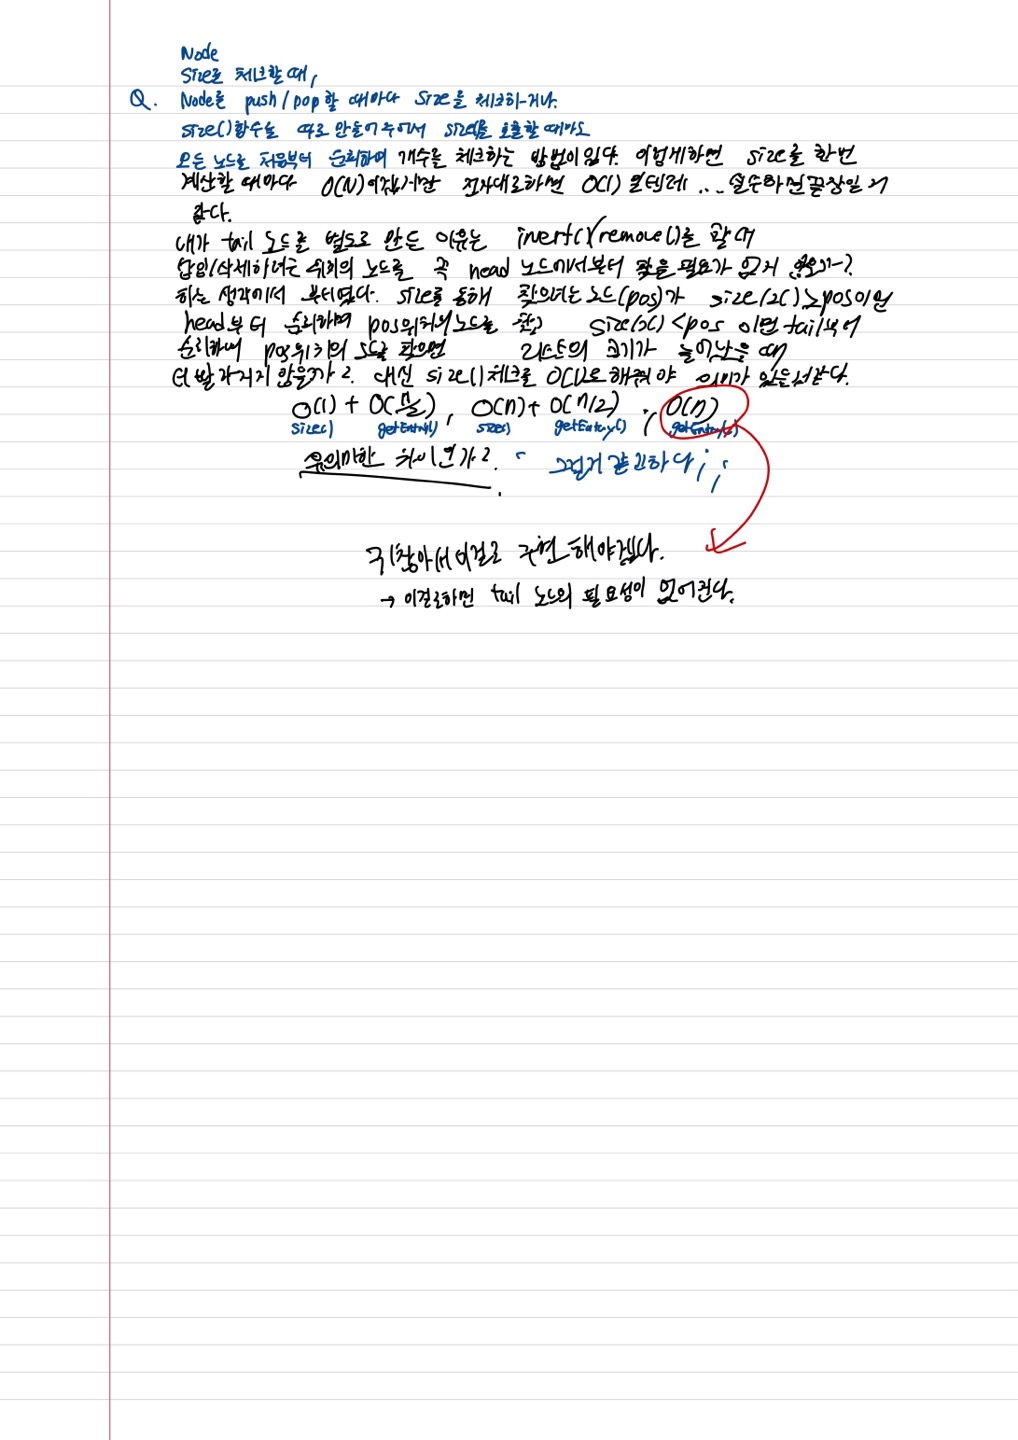 Node
Size를 체크할 때,
Q. Node를 push/pop할 때마다 size를 체크하거나.
size()함수를 따로 만들어 두어서 size를 호출할 때마다
모든 노드를 처음부터 순회하며 개수를 체크하는 방법이 있다. 이렇게하면 size를 한번
계산할 때마다 O(N)이지만 전자대로하면 O(1) 일텐데... 실수하면 끝장일 거
같다.
내가 tail 노드를 별도로 만든 이유는 inert()/remove()를 할 때
삽입/삭제하려는 위치의 노드를 꼭 head 노드에서부터 찾을 필요가 없지 않은가~?
하는 생각에서 부터였다. size를 통해 찾으려는 노드(pos)가 size(/2) > pos이면
head부터 순회하며 pos위치의 노드를 찾고 size(/2) < pos 이면 tail부터
순회하며 pos위치의 노드를 찾으면 리스트의 크기가 늘어났을 때
더 빨라지지 않을까?. 대신 size()체크를 O(1)로 해줘야 의미가 있는 것 같다.
O(1) + O(n/2), O(n) + O(n/2) ; O(n)
size() getEntry() size() getEntry() getEntry()
유의미한 차이인가?. 그런거 같긴하다;;
귀찮아서 이걸로 구현해야겠다.
→ 이걸로하면 tail 노드의 필요성이 없어진다.